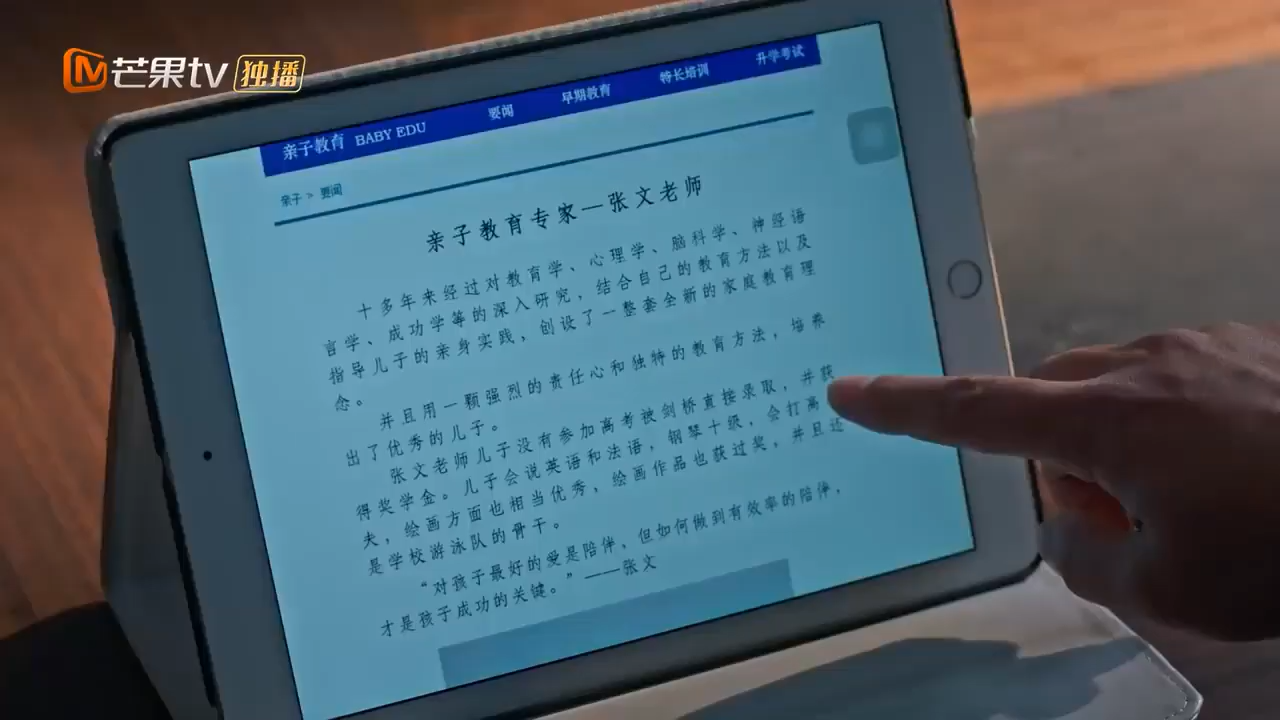 芒果tv 独播
亲子教育 BABY EDU 要闻 早期教育 特长培训 升学考试
亲子 > 要闻
亲子教育专家—张文老师
十多年来经过对教育学、心理学、脑科学、神经语
言学、成功学等的深入研究，结合自己的教育方法以及
指导儿子的亲身实践，创设了一整套全新的家庭教育理
念。
并且用一颗强烈的责任心和独特的教育方法，培养
出了优秀的儿子。
张文老师儿子没有参加高考被剑桥直接录取，并获
得奖学金。儿子会说英语和法语，钢琴十级，会打高
夫，绘画方面也相当优秀，绘画作品也获过奖，并且还
是学校游泳队的骨干。
“对孩子最好的爱是陪伴，但如何做到有效率的陪伴，
才是孩子成功的关键。”——张文